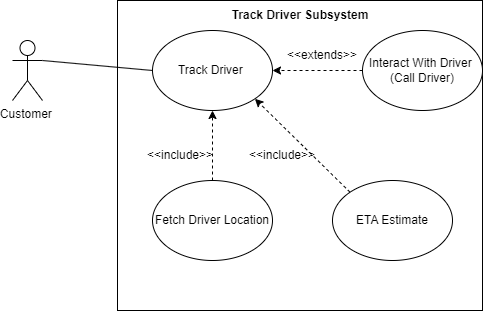 Track Driver Subsystem
<<extends>>
Track Driver
Interact With Driver
(Call Driver)
Customer
<<include>>
<<include>>
Fetch Driver Location
ETA Estimate